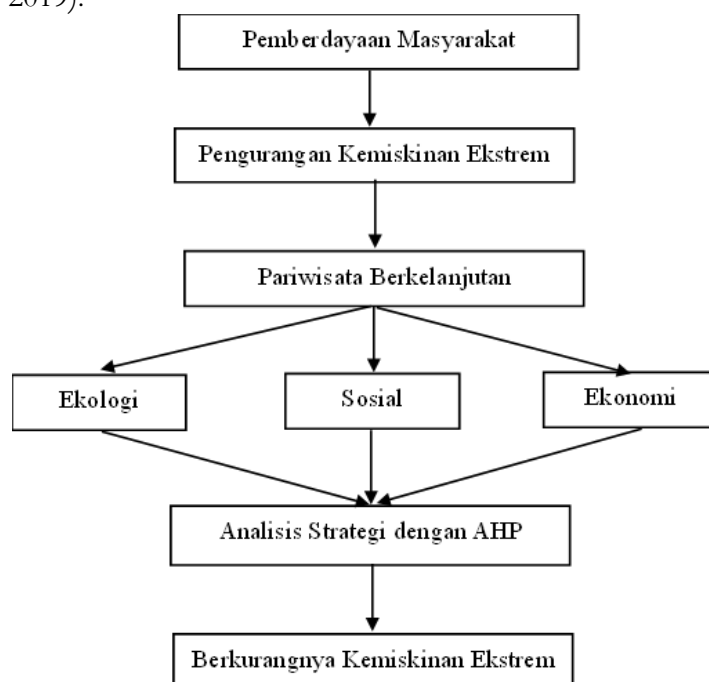 2019).
Pemberdayaan Masyarakat
Pengurangan Kemiskinan Ekstrem
Pariwisata Berkelanjutan
Ekologi
Sosial
Ekonomi
Analisis Strategi dengan AHP
Berkurangnya Kemiskinan Ekstrem